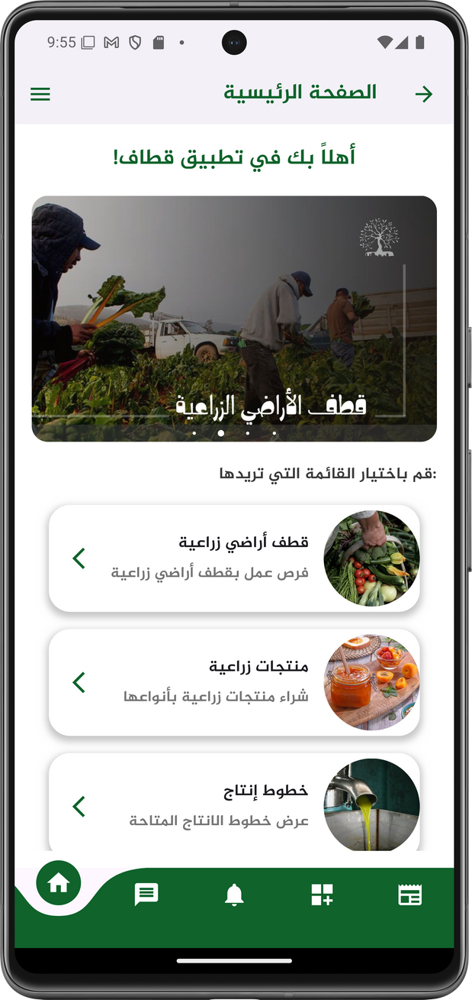 9:55
الصفحة الرئيسية
أهلاً بك في تطبيق قطاف!
قطف الأراضي الزراعية
قم باختيار القائمة التي تريدها:
قطف أراضي زراعية
فرص عمل بقطف أراضي زراعية
منتجات زراعية
شراء منتجات زراعية بأنواعها
خطوط إنتاج
عرض خطوط الانتاج المتاحة